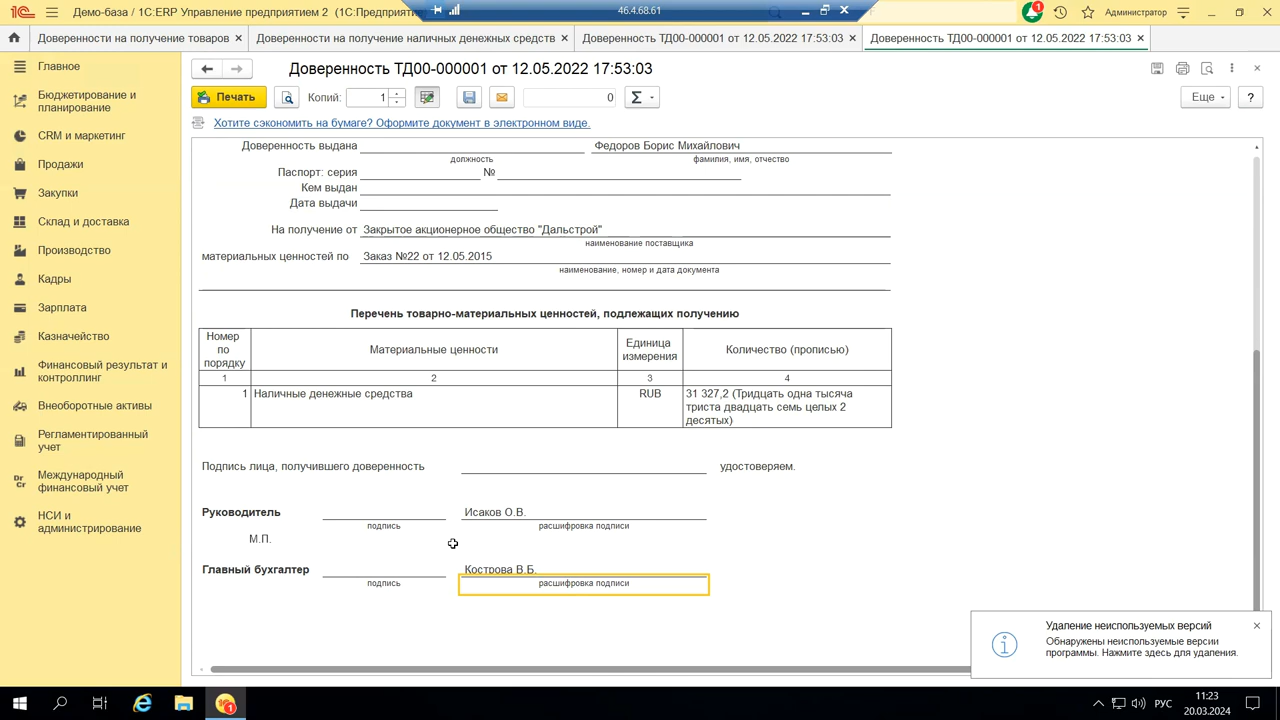 Демо-база / 1С:ERP Управление предприятием 2 (1С:Предприятие
46.4.68.61
1
Администратор
Доверенности на получение товаров
Доверенности на получение наличных денежных средств
Доверенность ТД00-000001 от 12.05.2022 17:53:03
Доверенность ТД00-000001 от 12.05.2022 17:53:03
Главное
Бюджетирование и планирование
CRM и маркетинг
Продажи
Закупки
Склад и доставка
Производство
Кадры
Зарплата
Казначейство
Финансовый результат и контроллинг
Внеоборотные активы
Регламентированный учет
Dr
Cr
Международный финансовый учет
НСИ и администрирование
Доверенность ТД00-000001 от 12.05.2022 17:53:03
Печать
Копий:
1
0
Σ
Еще
?
Хотите сэкономить на бумаге? Оформите документ в электронном виде.
Доверенность выдана
Федоров Борис Михайлович
должность
фамилия, имя, отчество
Паспорт: серия
№
Кем выдан
Дата выдачи
На получение от
Закрытое акционерное общество "Дальстрой"
наименование поставщика
материальных ценностей по
Заказ №22 от 12.05.2015
наименование, номер и дата документа
Перечень товарно-материальных ценностей, подлежащих получению
Номер по порядку
Материальные ценности
Единица измерения
Количество (прописью)
1
2
3
4
1
Наличные денежные средства
RUB
31 327,2 (Тридцать одна тысяча
триста двадцать семь целых 2
десятых)
Подпись лица, получившего доверенность
удостоверяем.
Руководитель
Исаков О.В.
подпись
расшифровка подписи
М.П.
Главный бухгалтер
Кострова В.Б.
подпись
расшифровка подписи
Удаление неиспользуемых версий
Обнаружены неиспользуемые версии
программы. Нажмите здесь для удаления.
1
РУС
11:23
20.03.2024